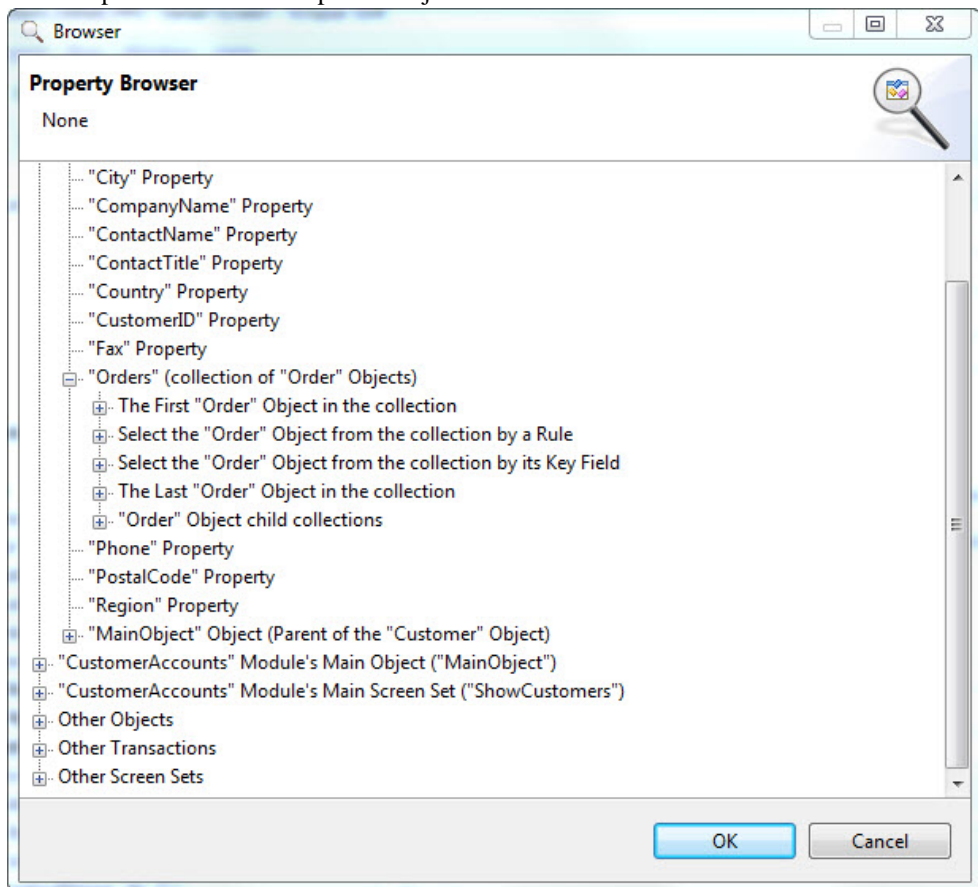 Browser
Property Browser
None
"City" Property
"CompanyName" Property
"ContactName" Property
"ContactTitle" Property
"Country" Property
"CustomerID" Property
"Fax" Property
"Orders" (collection of "Order" Objects)
The First "Order" Object in the collection
Select the "Order" Object from the collection by a Rule
Select the "Order" Object from the collection by its Key Field
The Last "Order" Object in the collection
"Order" Object child collections
"Phone" Property
"PostalCode" Property
"Region" Property
"MainObject" Object (Parent of the "Customer" Object)
"CustomerAccounts" Module's Main Object ("MainObject")
"CustomerAccounts" Module's Main Screen Set ("ShowCustomers")
Other Objects
Other Transactions
Other Screen Sets
OK Cancel